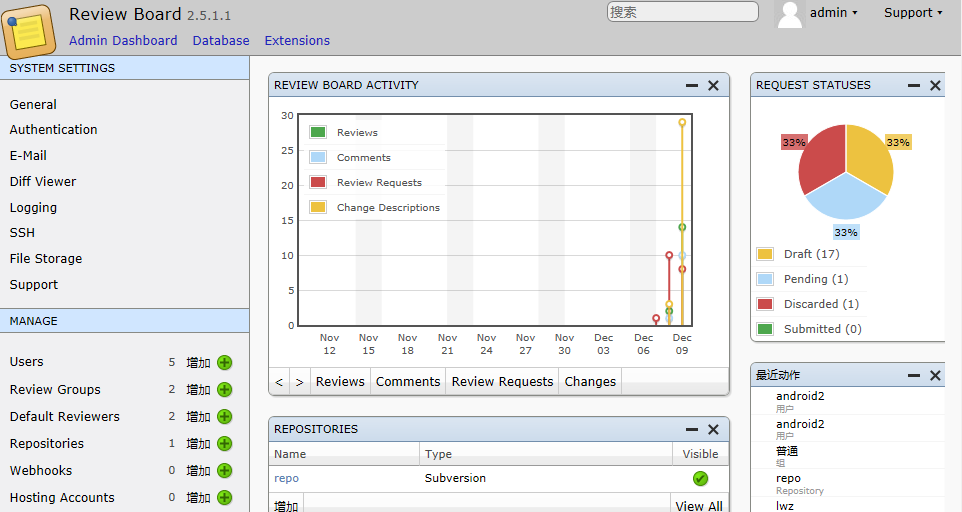 Review Board 2.5.1.1
搜索
admin
Support
Admin Dashboard Database Extensions
SYSTEM SETTINGS
General
Authentication
E-Mail
Diff Viewer
Logging
SSH
File Storage
Support
MANAGE
Users 5 增加
Review Groups 2 增加
Default Reviewers 2 增加
Repositories 1 增加
Webhooks 0 增加
Hosting Accounts 0 增加
REVIEW BOARD ACTIVITY
30
25
20
15
10
5
0
Reviews
Comments
Review Requests
Change Descriptions
Nov 12
Nov 15
Nov 18
Nov 21
Nov 24
Nov 27
Nov 30
Dec 03
Dec 06
Dec 09
< > Reviews Comments Review Requests Changes
REPOSITORIES
Name Type Visible
repo Subversion
增加 View All
REQUEST STATUSES
33%
33%
33%
Draft (17)
Pending (1)
Discarded (1)
Submitted (0)
最近动作
android2
用户
android2
用户
普通
组
repo
Repository
lwz